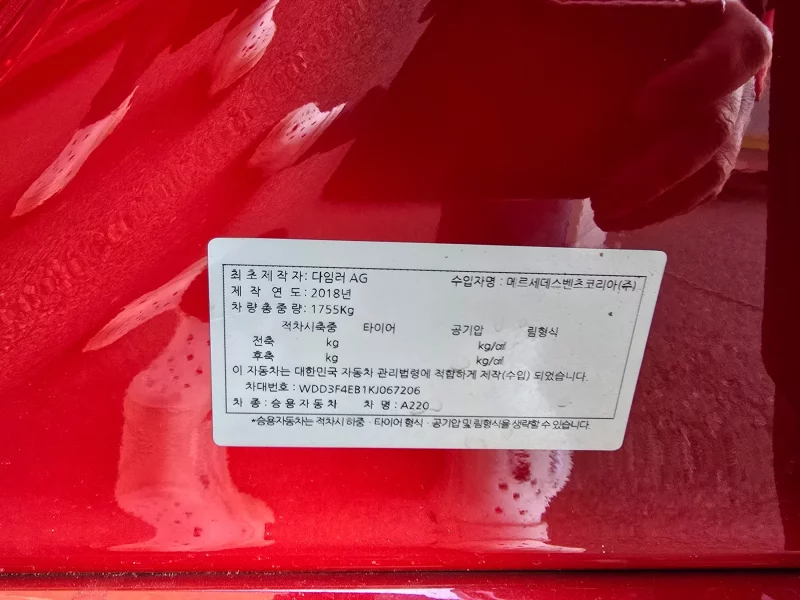 최초제작자: 다임러 AG 수입자명 : 메르세데스벤츠코리아(주)
제 작 연 도: 2018년
차량총중량: 1755Kg
적차시축중 타이어 공기압 림형식
전축 kg kg/㎠
후축 kg kg/㎠
이 자동차는 대한민국 자동차 관리법령에 적합하게 제작(수입) 되었습니다.
차대번호 : WDD3F4EB1KJ067206
차 종 : 승용자동차 차 명 : A220
*승용자동차는 적차시 하중 · 타이어 형식 · 공기압 및 림형식을 생략할 수 있습니다.